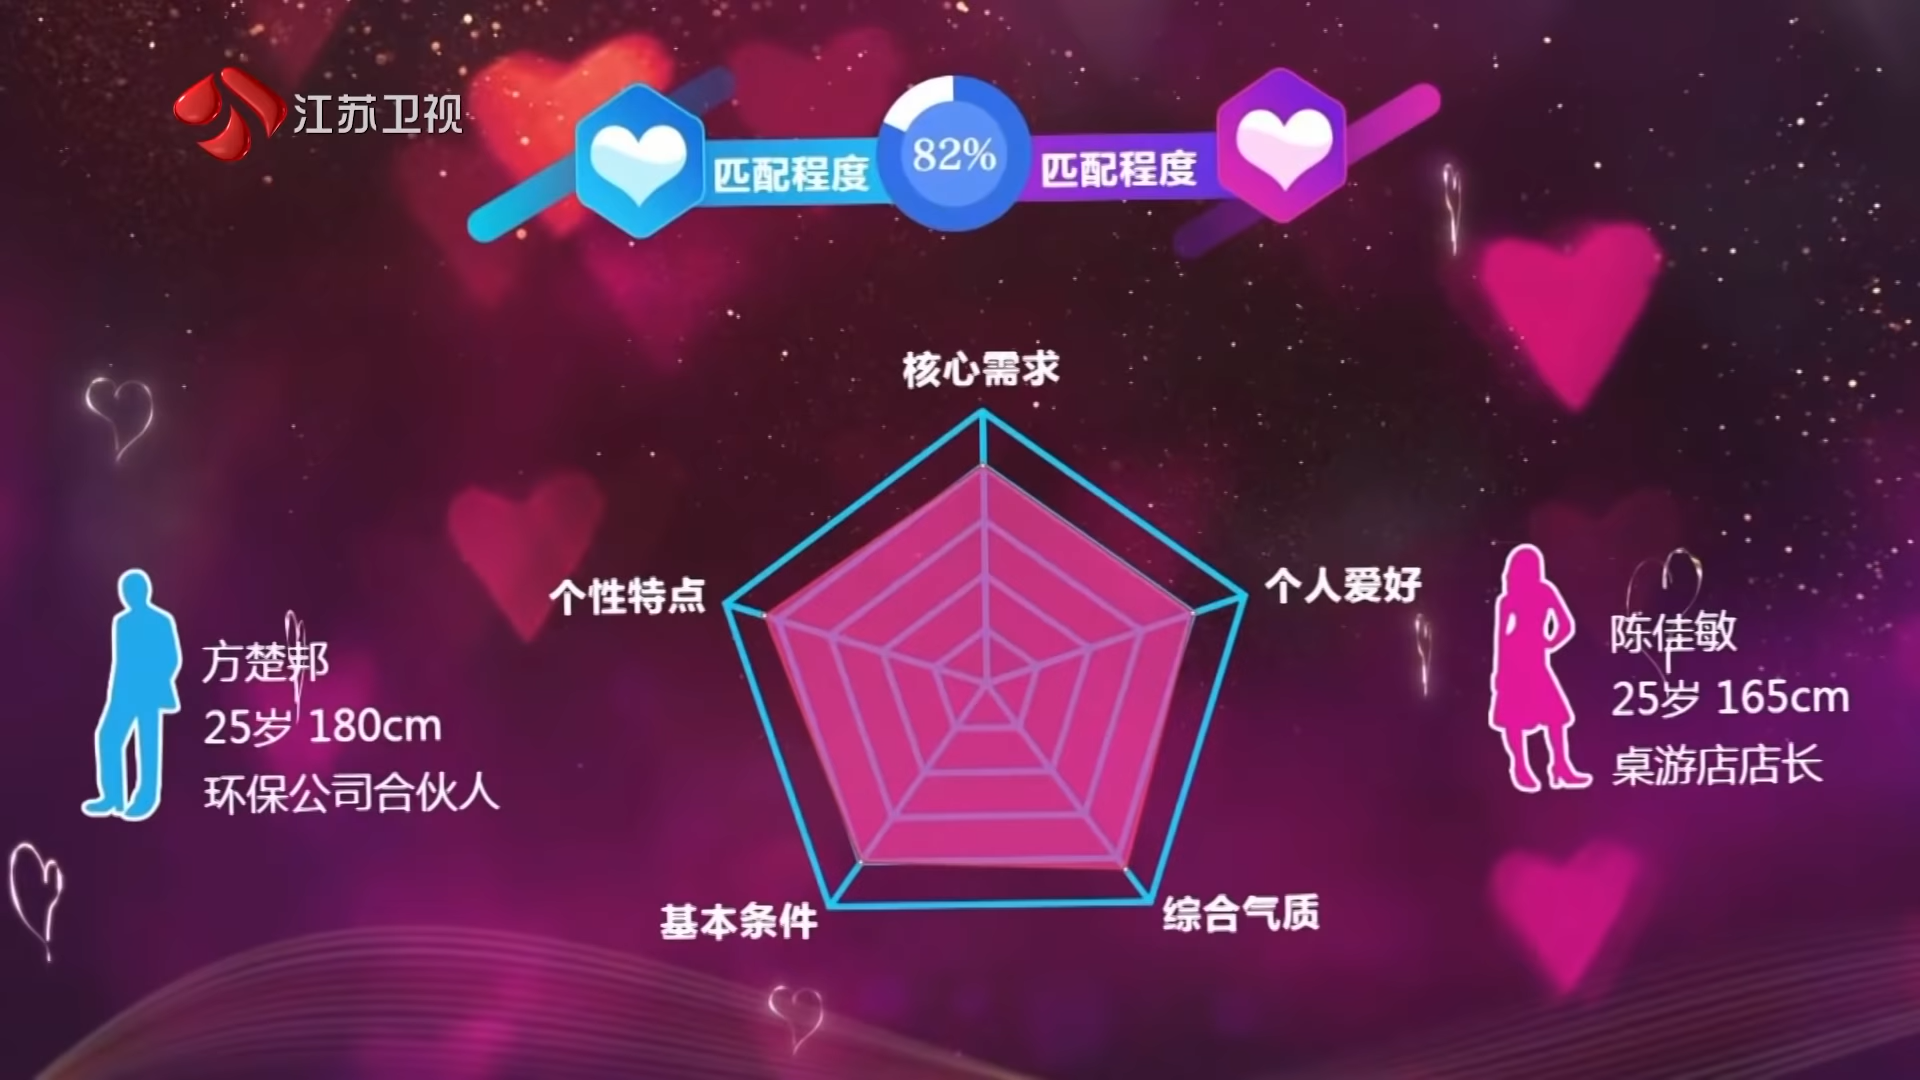 江苏卫视
匹配程度
82%
匹配程度
核心需求
个性特点
个人爱好
方楚邦
25岁 180cm
环保公司合伙人
陈佳敏
25岁 165cm
桌游店店长
基本条件
综合气质